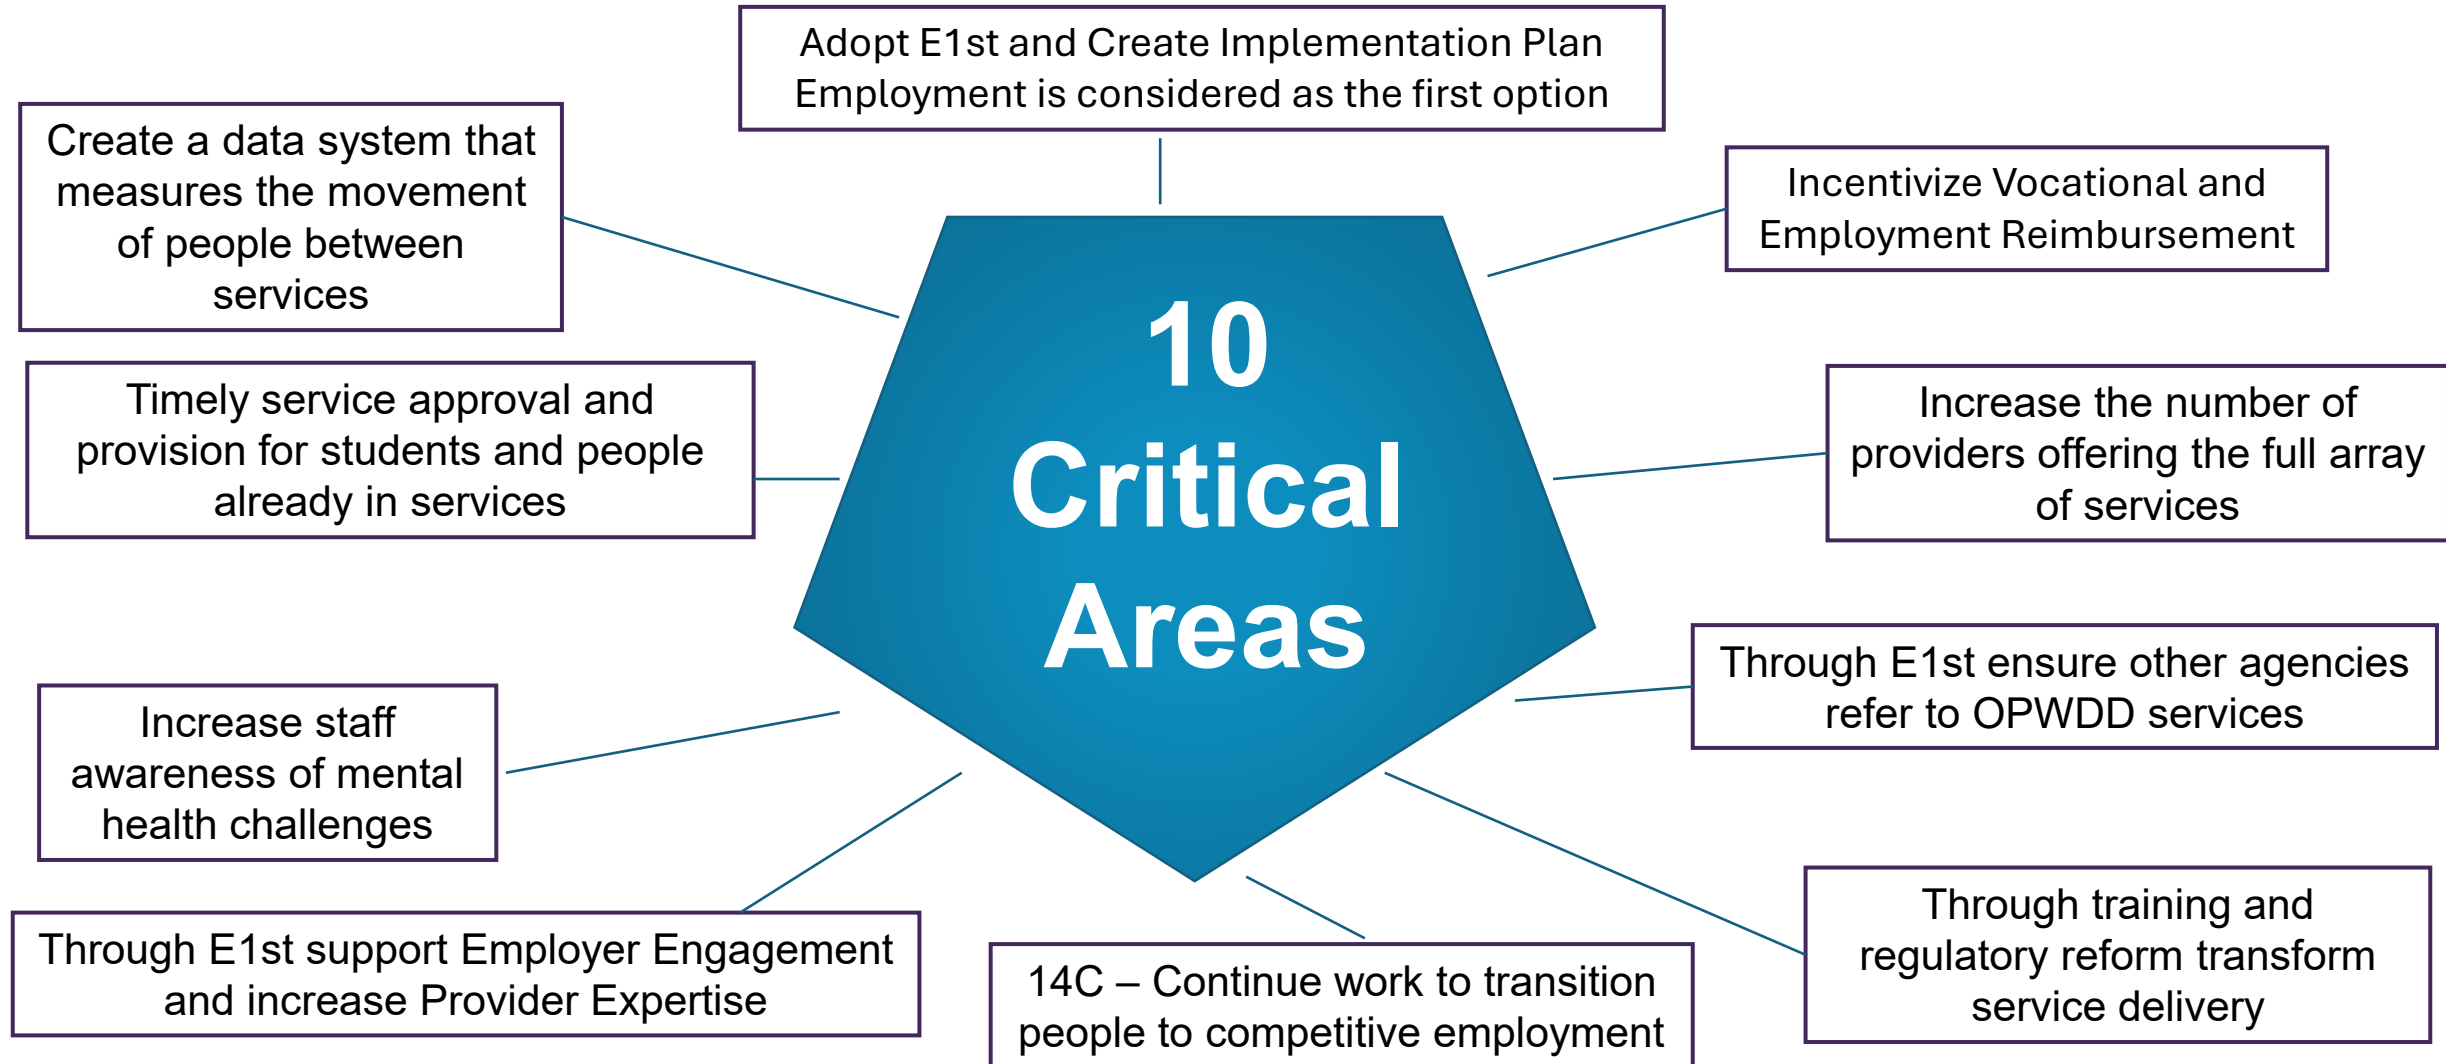 Adopt E1st and Create Implementation Plan
Employment is considered as the first option
Create a data system that
measures the movement
of people between
services
Incentivize Vocational and
Employment Reimbursement
10
Critical
Areas
Timely service approval and
provision for students and people
already in services
Increase the number of
providers offering the full array
of services
Through E1st ensure other agencies
refer to OPWDD services
Increase staff
awareness of mental
health challenges
Through training and
regulatory reform transform
service delivery
Through E1st support Employer Engagement
and increase Provider Expertise
14C – Continue work to transition
people to competitive employment